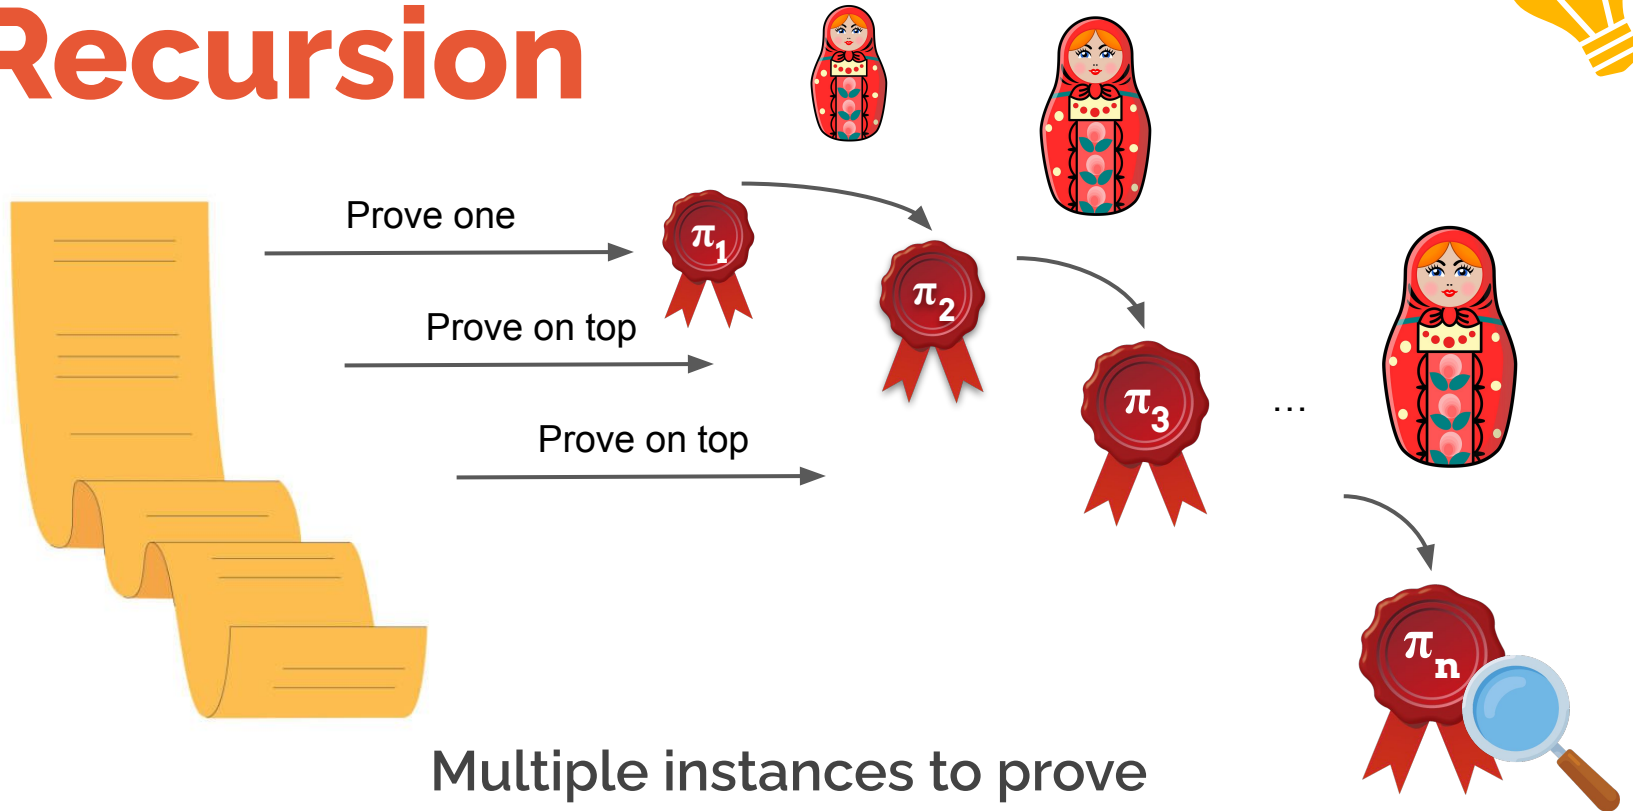 Recursion
Prove one
π1
Prove on top
π2
Prove on top
π3
...
πn
Multiple instances to prove